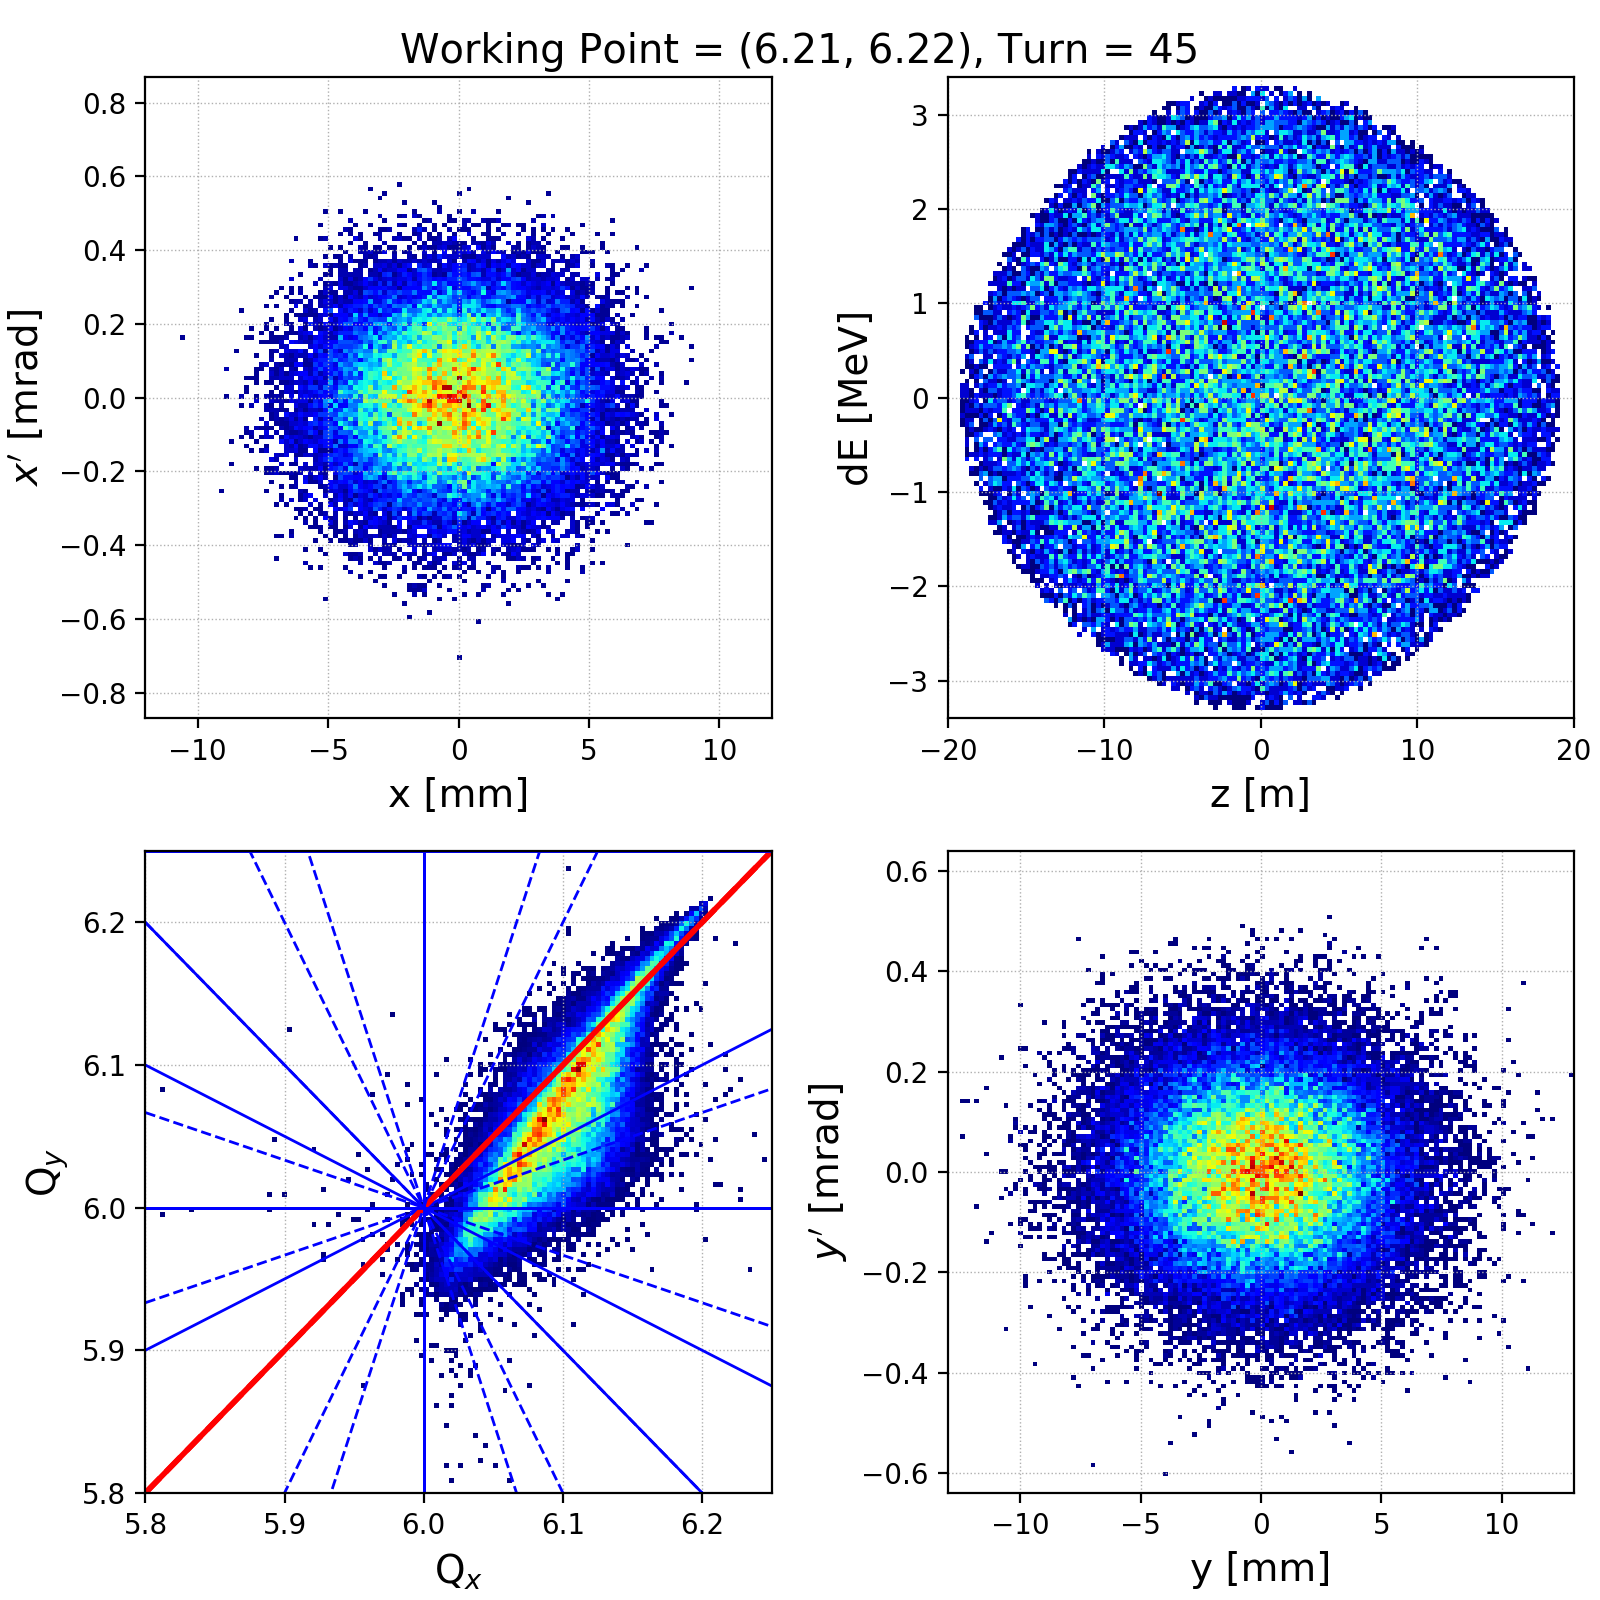 Working Point = (6.21, 6.22), Turn = 45
0.8
0.6
0.4
0.2
0.0
−0.2
−0.4
−0.6
−0.8
x′ [mrad]
−10 −5 0 5 10
x [mm]
3
2
1
0
−1
−2
−3
dE [MeV]
−20 −10 0 10 20
z [m]
6.2
6.1
6.0
5.9
5.8
Qy
5.8 5.9 6.0 6.1 6.2
Qx
0.6
0.4
0.2
0.0
−0.2
−0.4
−0.6
y′ [mrad]
−10 −5 0 5 10
y [mm]